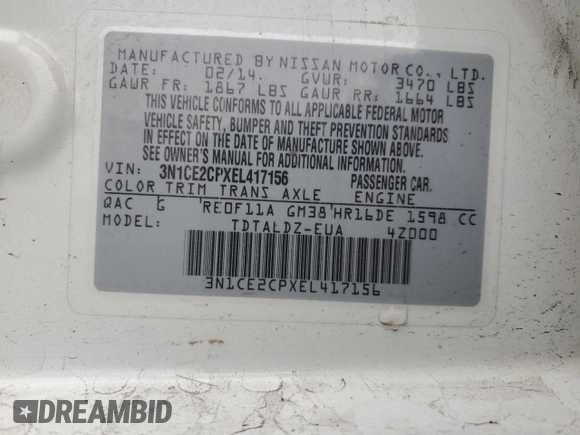 MANUFACTURED BY NISSAN MOTOR CO., LTD.
DATE: 02/14. GVWR: 3470 LBS
GAWR FR: 1867 LBS GAWR RR: 1664 LBS
THIS VEHICLE CONFORMS TO ALL APPLICABLE FEDERAL MOTOR
VEHICLE SAFETY, BUMPER AND THEFT PREVENTION STANDARDS
IN EFFECT ON THE DATE OF MANUFACTURE SHOWN ABOVE.
SEE OWNER'S MANUAL FOR ADDITIONAL INFORMATION
VIN: 3N1CE2CPXEL417156 PASSENGER CAR.
COLOR TRIM TRANS AXLE ENGINE
QAC G RE0F11A GM38 HR16DE 1598 CC
MODEL: TDTALDZ-EUA 4Z000
3N1CE2CPXEL417156
DREAMBID